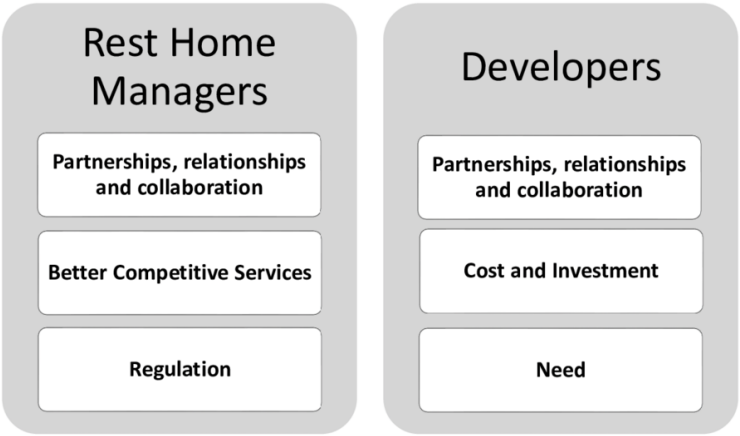 Rest Home
Managers
Partnerships, relationships
and collaboration
Better Competitive Services
Regulation
Developers
Partnerships, relationships
and collaboration
Cost and Investment
Need